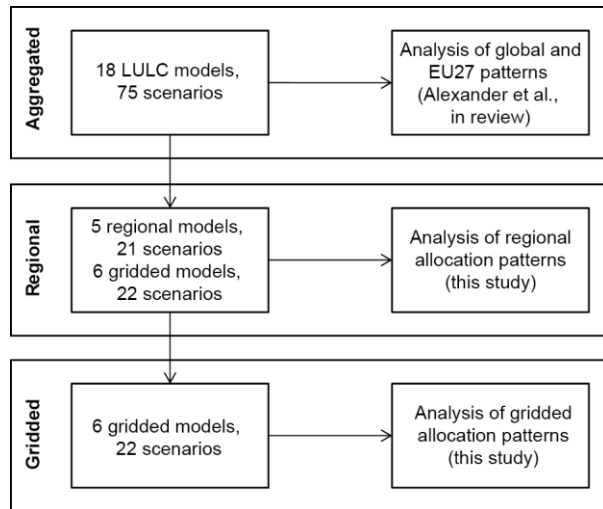 Aggregated
18 LULC models,
75 scenarios
Analysis of global and
EU27 patterns
(Alexander et al.,
in review)
Regional
5 regional models,
21 scenarios
6 gridded models,
22 scenarios
Analysis of regional
allocation patterns
(this study)
Gridded
6 gridded models,
22 scenarios
Analysis of gridded
allocation patterns
(this study)